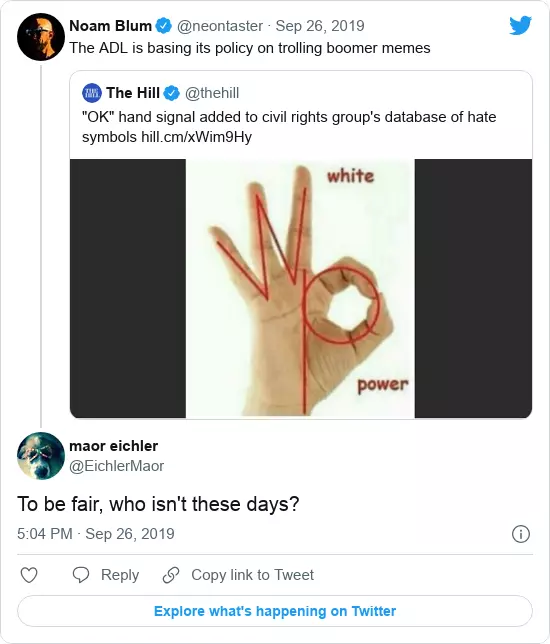 Noam Blum @neontaster · Sep 26, 2019
The ADL is basing its policy on trolling boomer memes
THE HILL The Hill @thehill
"OK" hand signal added to civil rights group's database of hate
symbols hill.cm/xWim9Hy
white
power
maor eichler
@EichlerMaor
To be fair, who isn't these days?
5:04 PM · Sep 26, 2019
Reply Copy link to Tweet
Explore what's happening on Twitter